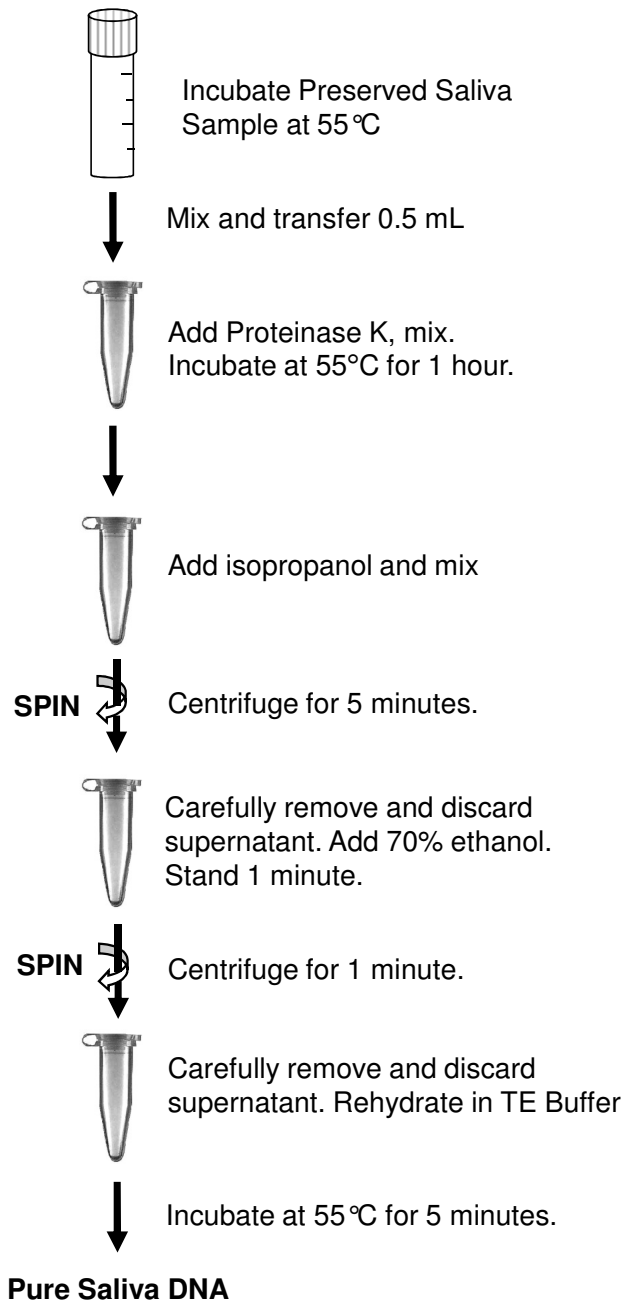 Incubate Preserved Saliva
Sample at 55°C
Mix and transfer 0.5 mL
Add Proteinase K, mix.
Incubate at 55°C for 1 hour.
Add isopropanol and mix
SPIN
Centrifuge for 5 minutes.
Carefully remove and discard
supernatant. Add 70% ethanol.
Stand 1 minute.
SPIN
Centrifuge for 1 minute.
Carefully remove and discard
supernatant. Rehydrate in TE Buffer
Incubate at 55°C for 5 minutes.
Pure Saliva DNA